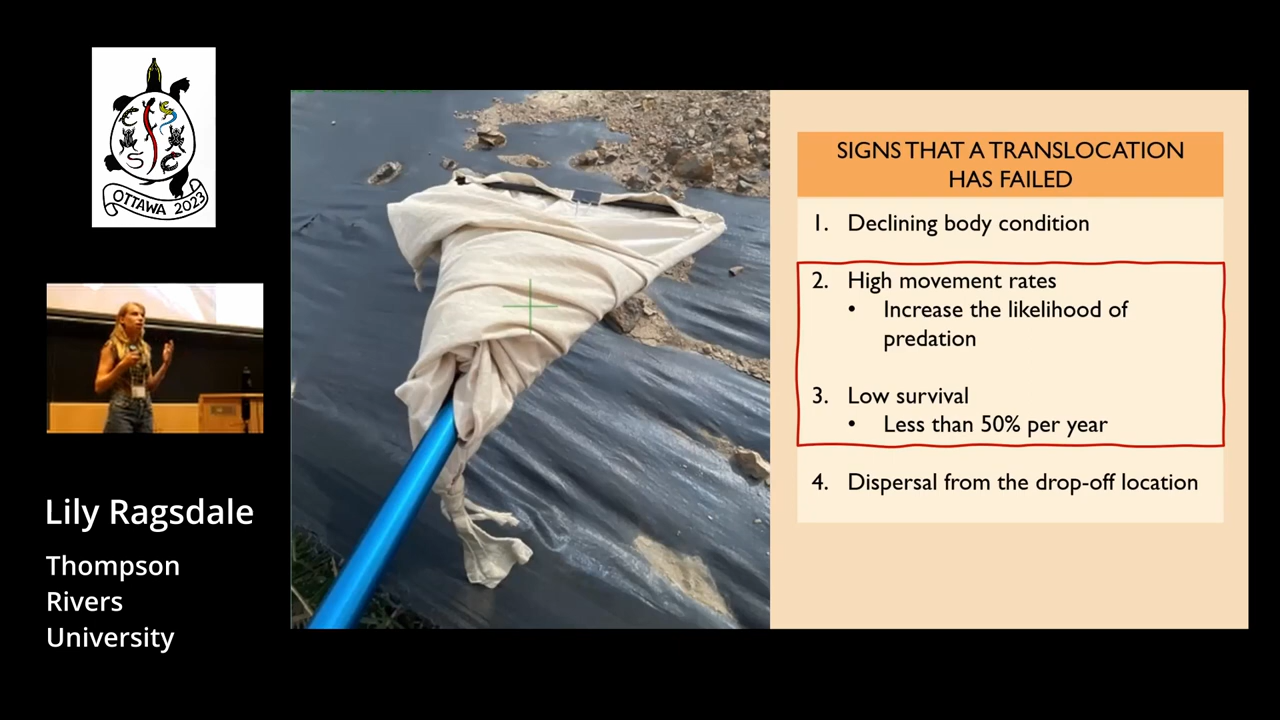 OTTAWA 2023
Lily Ragsdale
Thompson
Rivers
University
SIGNS THAT A TRANSLOCATION
HAS FAILED
1. Declining body condition
2. High movement rates
• Increase the likelihood of
predation
3. Low survival
• Less than 50% per year
4. Dispersal from the drop-off location